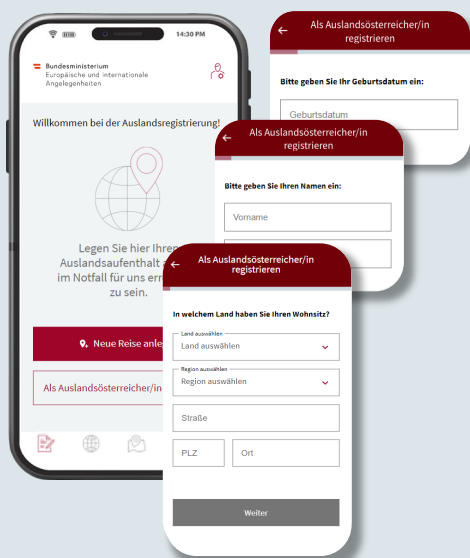 14:30 PM
Bundesministerium
Europäische und internationale
Angelegenheiten
Willkommen bei der Auslandsregistrierung!
Legen Sie hier Ihren
Auslandsaufenthalt
im Notfall für uns
zu sein.
Neue Reise
Als Auslandsösterreicher/in
Als Auslandsösterreicher/in
registrieren
Bitte geben Sie Ihr Geburtsdatum ein:
Geburtsdatum
Als Auslandsösterreicher/in
registrieren
Bitte geben Sie Ihren Namen ein:
Vorname
Als Auslandsösterreicher/in
registrieren
In welchem Land haben Sie Ihren Wohnsitz?
Land auswählen
Land auswählen
Region auswählen
Region auswählen
Straße
PLZ
Ort
Weiter